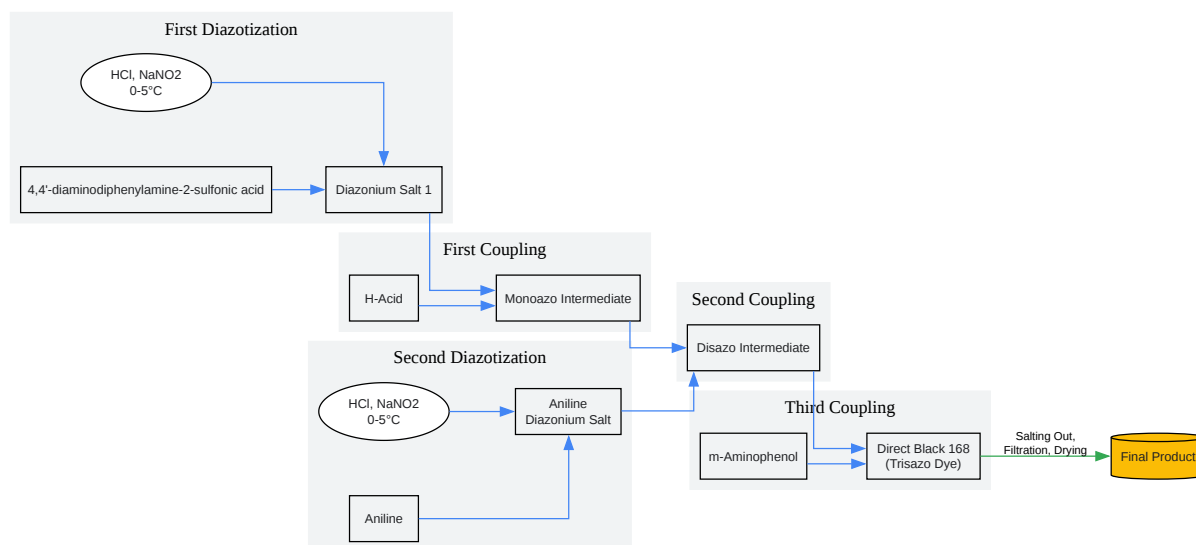 First Diazotization
HCl, NaNO2
0-5°C
4,4'-diaminodiphenylamine-2-sulfonic acid
Diazonium Salt 1
First Coupling
H-Acid
Monoazo Intermediate
Second Coupling
Disazo Intermediate
Second Diazotization
HCl, NaNO2
0-5°C
Aniline
Diazonium Salt
Aniline
Third Coupling
m-Aminophenol
Direct Black 168
(Trisazo Dye)
Salting Out,
Filtration, Drying
Final Product